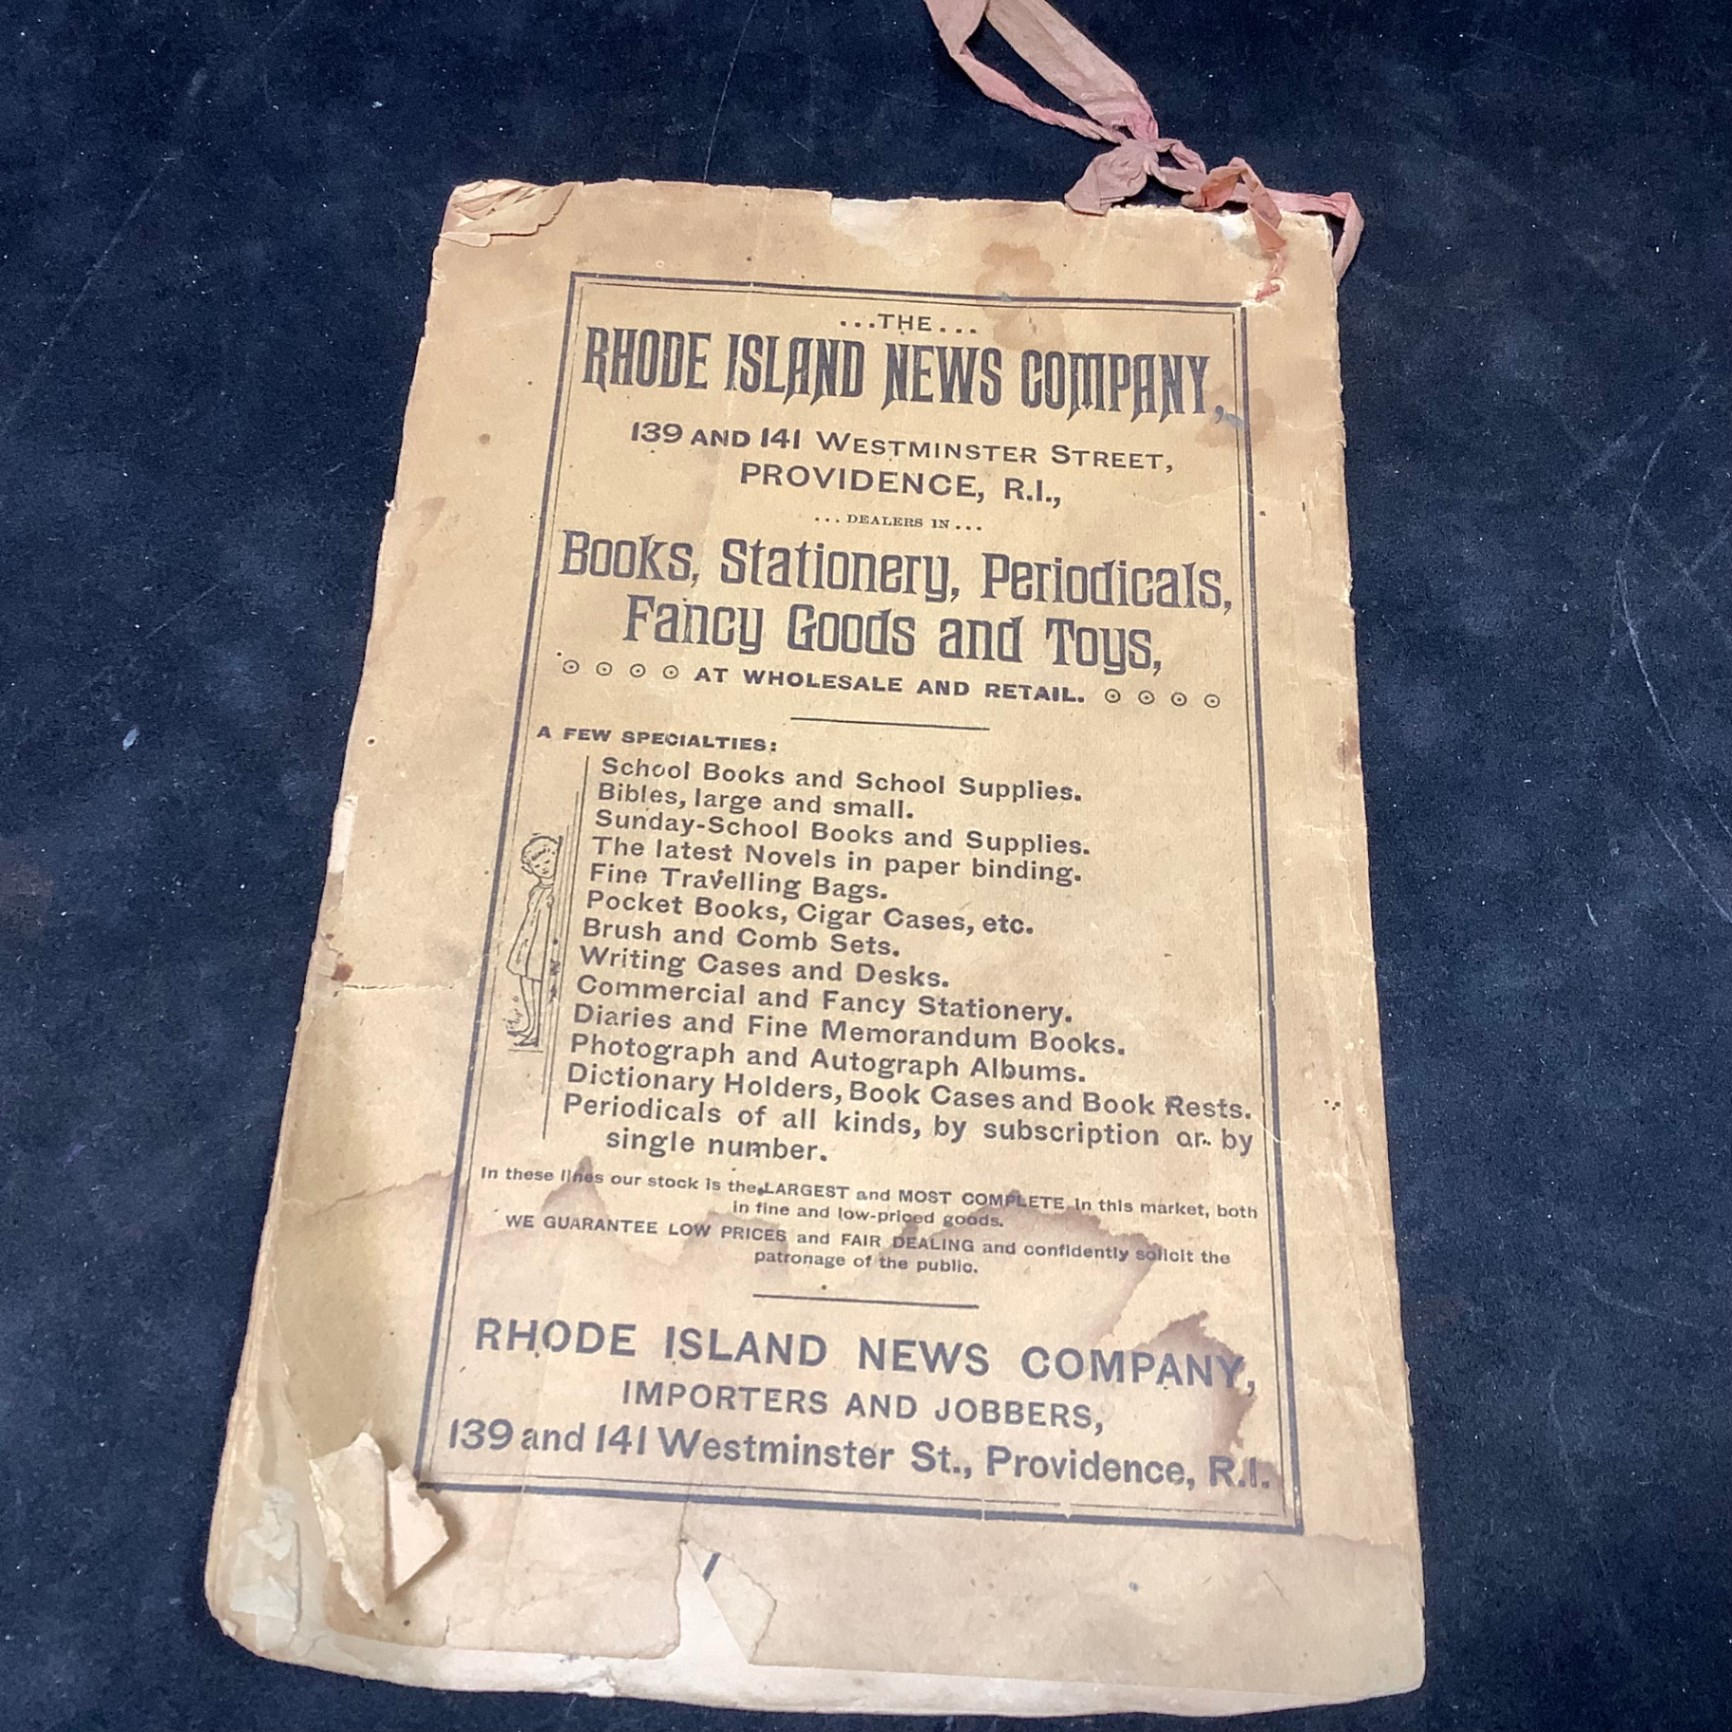 ...THE...
RHODE ISLAND NEWS COMPANY,
139 AND 141 WESTMINSTER STREET,
PROVIDENCE, R.I.,
... DEALERS IN ...
Books, Stationery, Periodicals,
Fancy Goods and Toys,
AT WHOLESALE AND RETAIL.
A FEW SPECIALTIES:
School Books and School Supplies.
Bibles, large and small.
Sunday-School Books and Supplies.
The latest Novels in paper binding.
Fine Travelling Bags.
Pocket Books, Cigar Cases, etc.
Brush and Comb Sets.
Writing Cases and Desks.
Commercial and Fancy Stationery.
Diaries and Fine Memorandum Books.
Photograph and Autograph Albums.
Dictionary Holders, Book Cases and Book Rests.
Periodicals of all kinds, by subscription or by
single number.
In these lines our stock is the LARGEST and MOST COMPLETE in this market, both
in fine and low-priced goods.
WE GUARANTEE LOW PRICES and FAIR DEALING and confidently solicit the
patronage of the public.
RHODE ISLAND NEWS COMPANY,
IMPORTERS AND JOBBERS,
139 and 141 Westminster St., Providence, R.I.